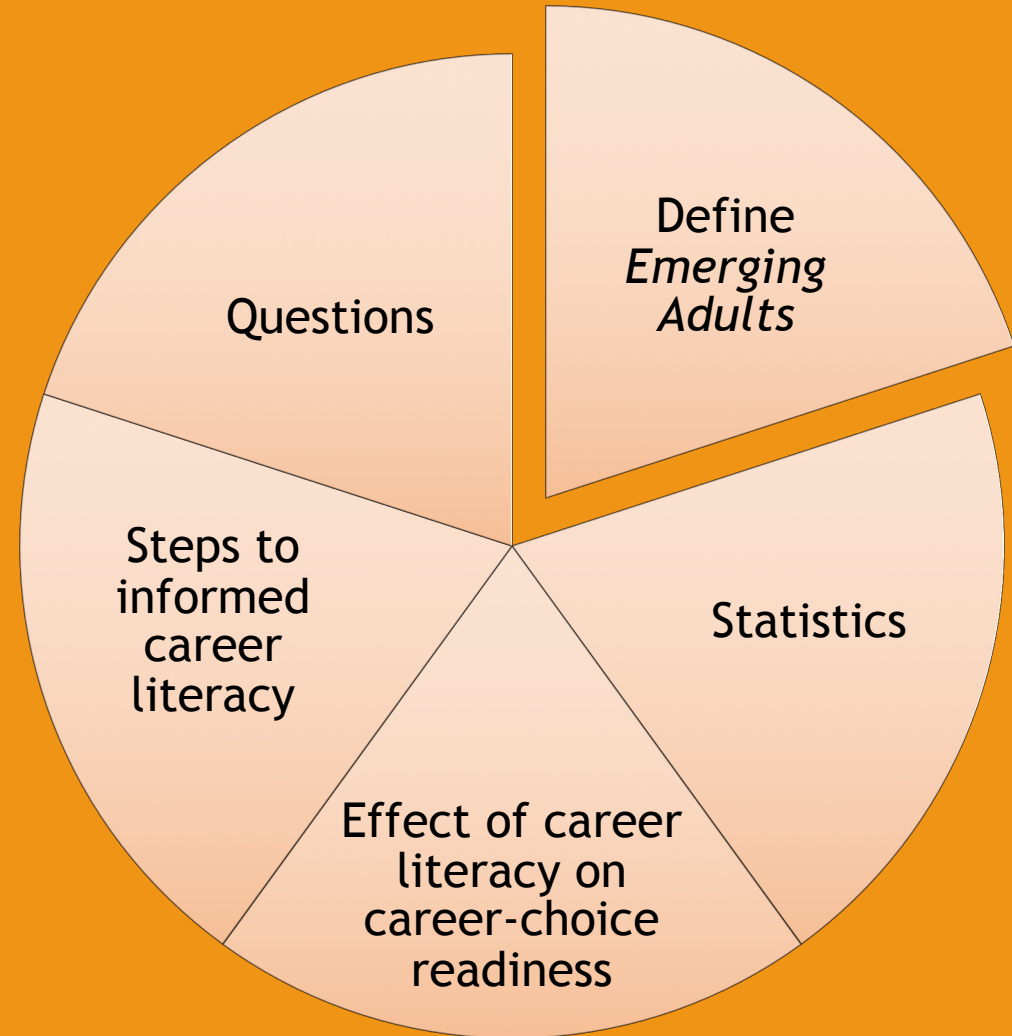 Define
Emerging
Adults
Statistics
Effect of career
literacy on
career-choice
readiness
Steps to
informed
career
literacy
Questions